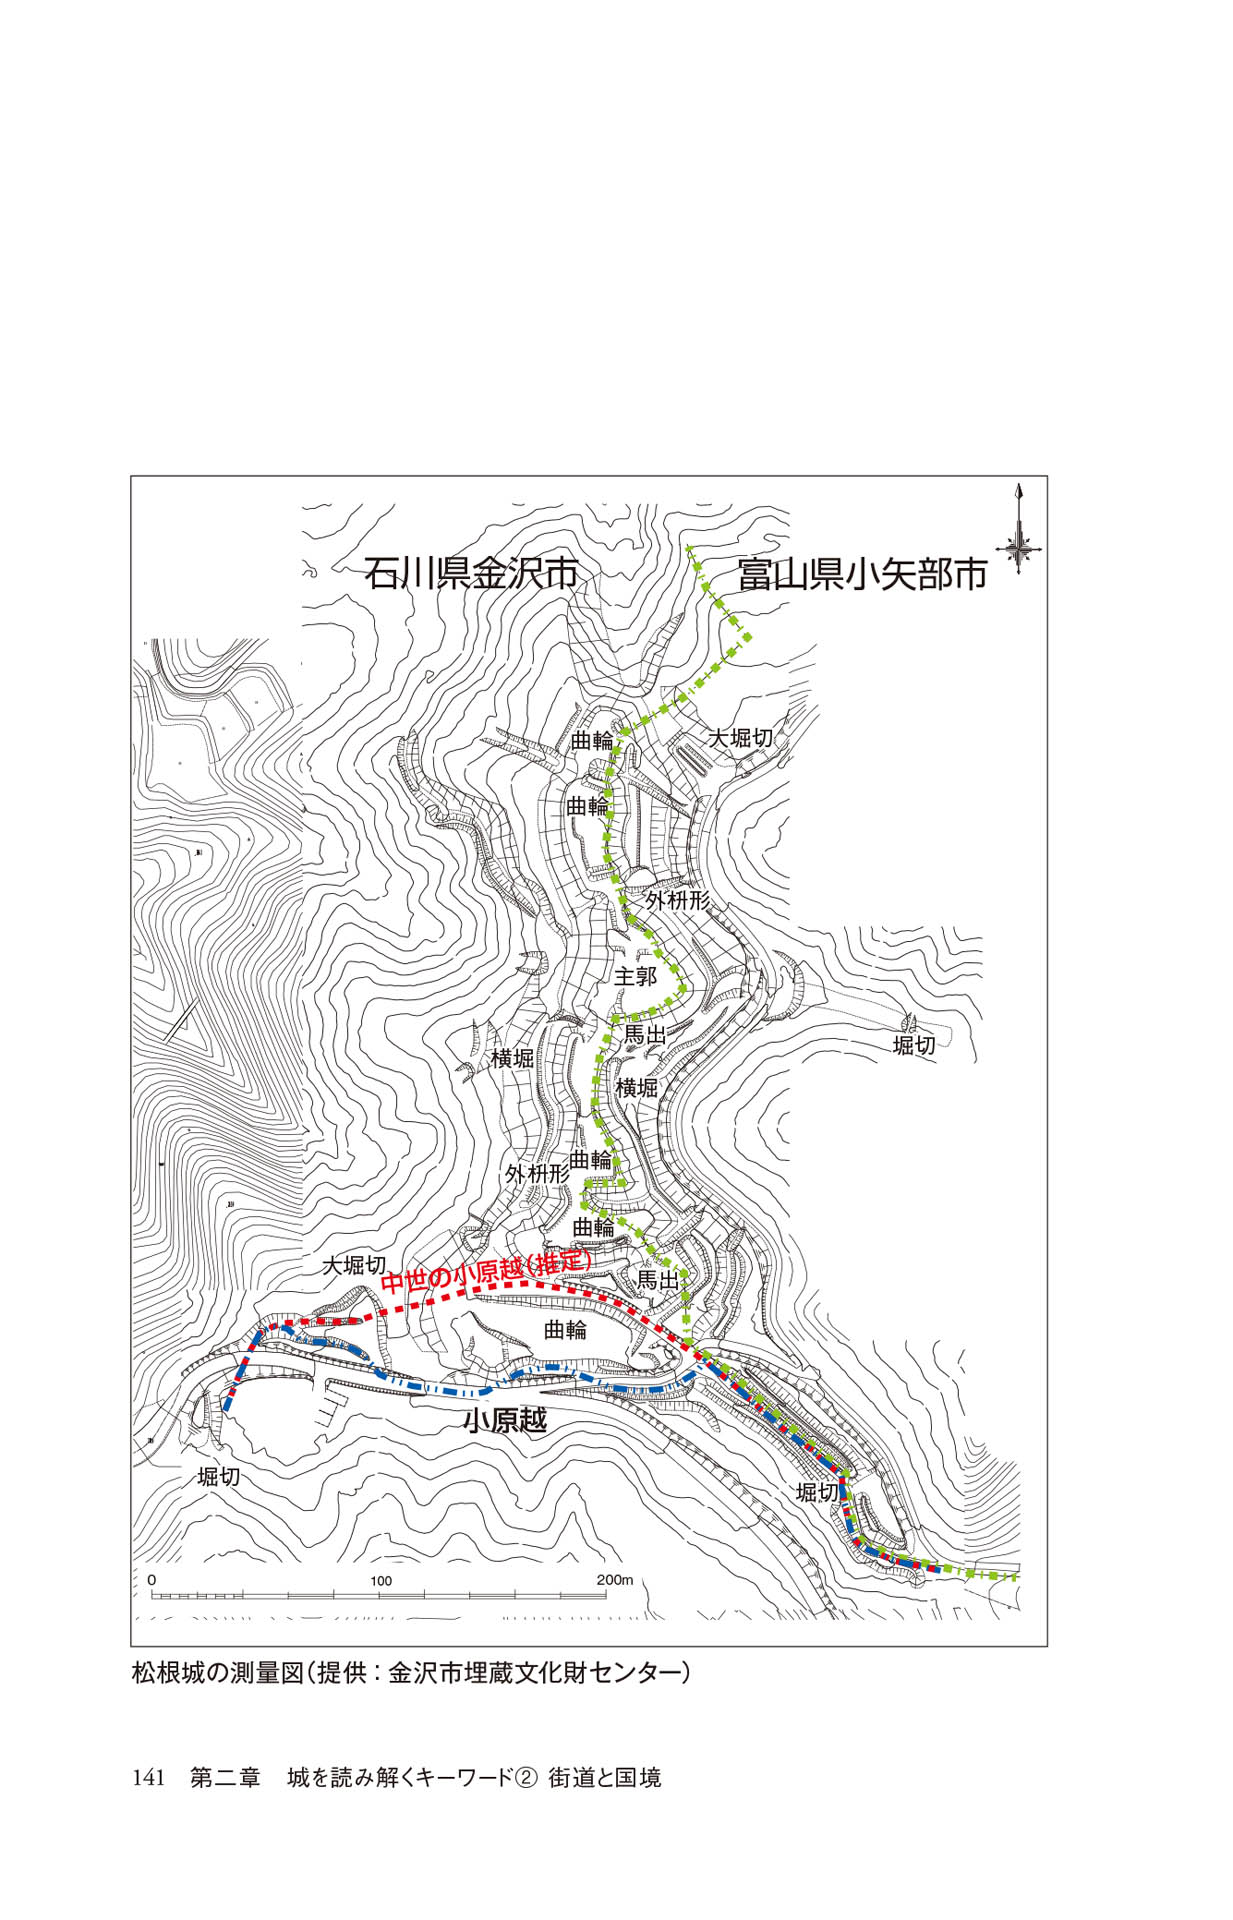 石川県金沢市
富山県小矢部市
曲輪
大堀切
曲輪
外枡形
主郭
馬出
堀切
横堀
横堀
曲輪
外枡形
曲輪
大堀切
中世の小原越(推定)
馬出
曲輪
小原越
堀切
堀切
0 100 200m
松根城の測量図(提供：金沢市埋蔵文化財センター)
141 第二章 城を読み解くキーワード② 街道と国境